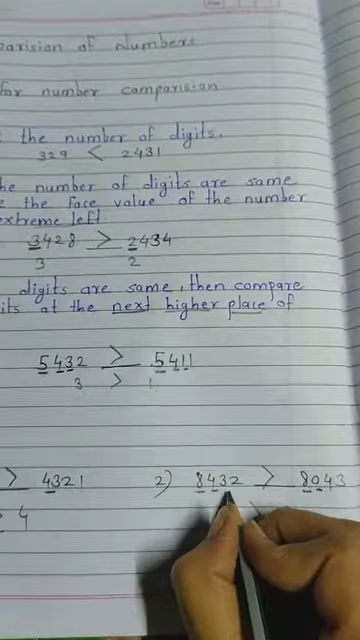 parision of Numbers
for number comparision
the number of digits.
329 < 2431
he number of digits are same
e the face value of the number
extreme left
3428 > 2434
3 2
digits are same, then compare
its at the next higher place of
5432 > 5411
3 > 1
> 4321 2) 8432 > 8043
4 >